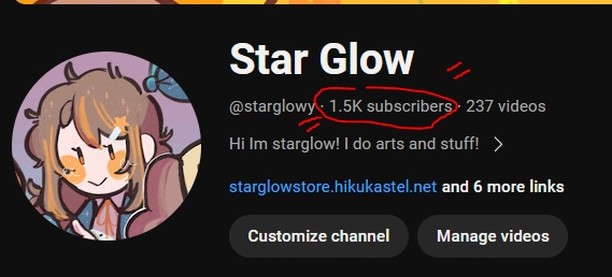 Star Glow
@starglowy · 1.5K subscribers · 237 videos
Hi Im starglow! I do arts and stuff!
starglowstore.hikukastel.net and 6 more links
Customize channel
Manage videos